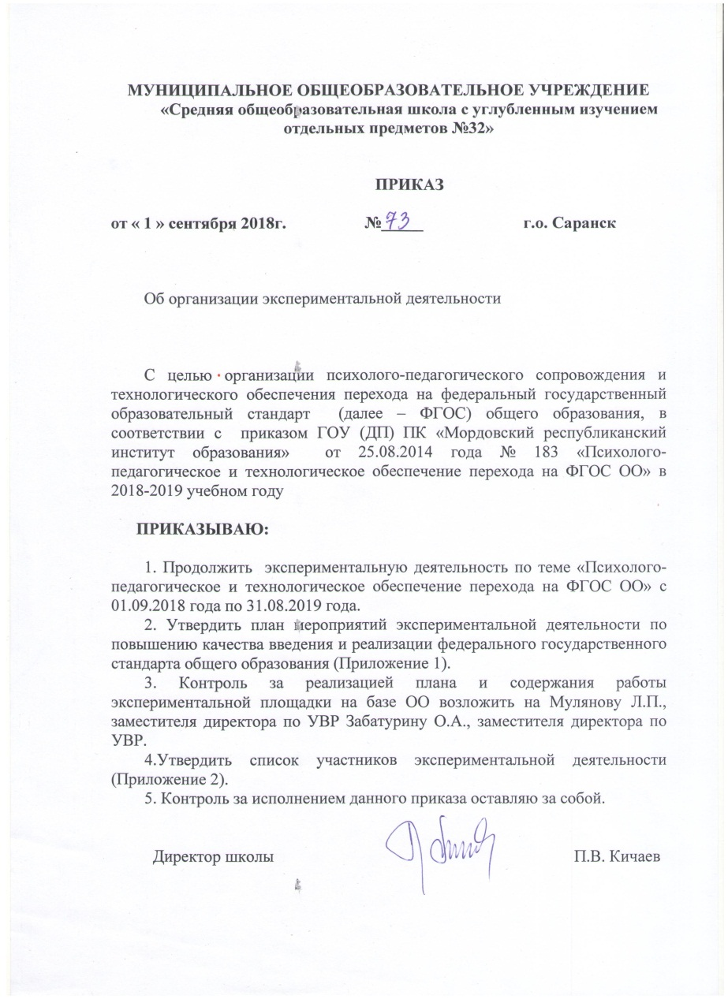 МУНИЦИПАЛЬНОЕ ОБЩЕОБРАЗОВАТЕЛЬНОЕ УЧРЕЖДЕНИЕ
«Средняя общеобразовательная школа с углубленным изучением
отдельных предметов №32»
ПРИКАЗ
от « 1 » сентября 2018г. №73 г.о. Саранск
Об организации экспериментальной деятельности
С целью организации психолого-педагогического сопровождения и
технологического обеспечения перехода на федеральный государственный
образовательный стандарт (далее – ФГОС) общего образования, в
соответствии с приказом ГОУ (ДП) ПК «Мордовский республиканский
институт образования» от 25.08.2014 года № 183 «Психолого-
педагогическое и технологическое обеспечение перехода на ФГОС ОО» в
2018-2019 учебном году
ПРИКАЗЫВАЮ:
1. Продолжить экспериментальную деятельность по теме «Психолого-
педагогическое и технологическое обеспечение перехода на ФГОС ОО» с
01.09.2018 года по 31.08.2019 года.
2. Утвердить план мероприятий экспериментальной деятельности по
повышению качества введения и реализации федерального государственного
стандарта общего образования (Приложение 1).
3. Контроль за реализацией плана и содержания работы
экспериментальной площадки на базе ОО возложить на Мулянову Л.П.,
заместителя директора по УВР Забатурину О.А., заместителя директора по
УВР.
4.Утвердить список участников экспериментальной деятельности
(Приложение 2).
5. Контроль за исполнением данного приказа оставляю за собой.
Директор школы П.В. Кичаев